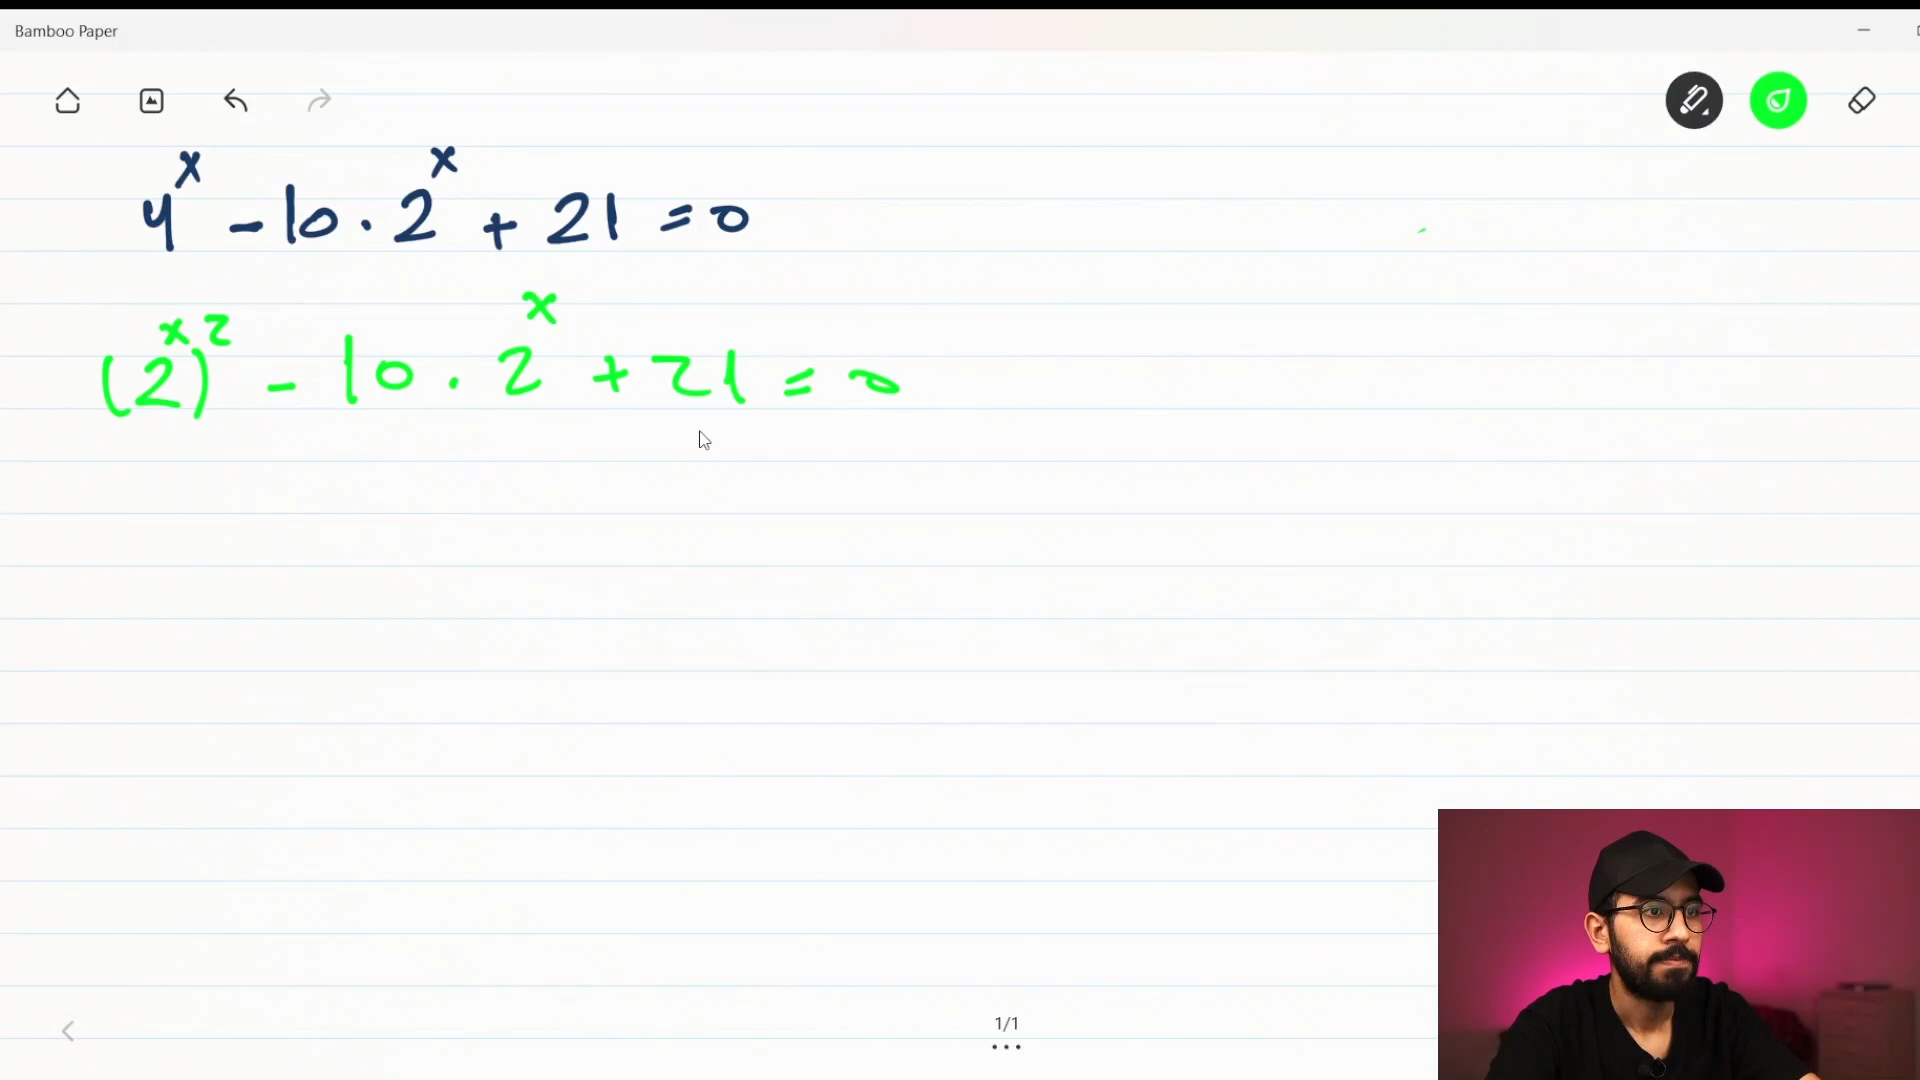 Bamboo Paper
4^x - 10 · 2^x + 21 = 0
(2^x)^2 - 10 · 2^x + 21 = 0
1/1